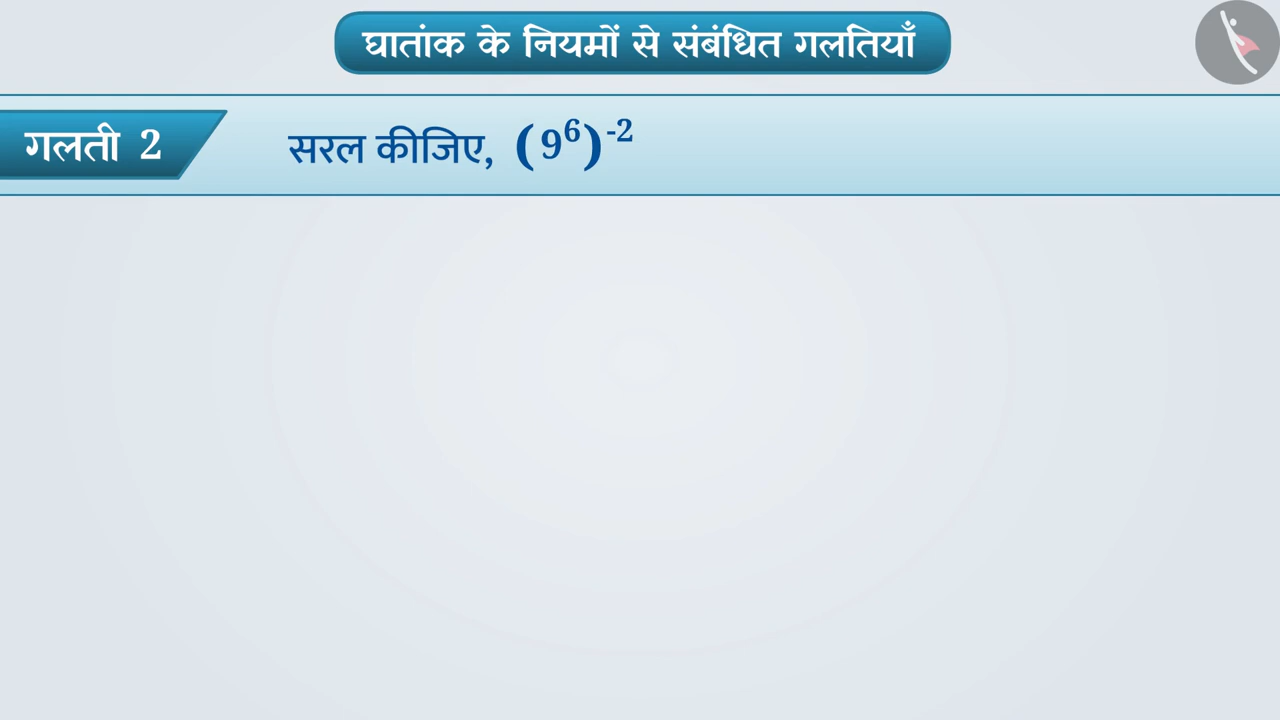 घातांक के नियमों से संबंधित गलतियाँ
गलती 2
सरल कीजिए, (9⁶)⁻²